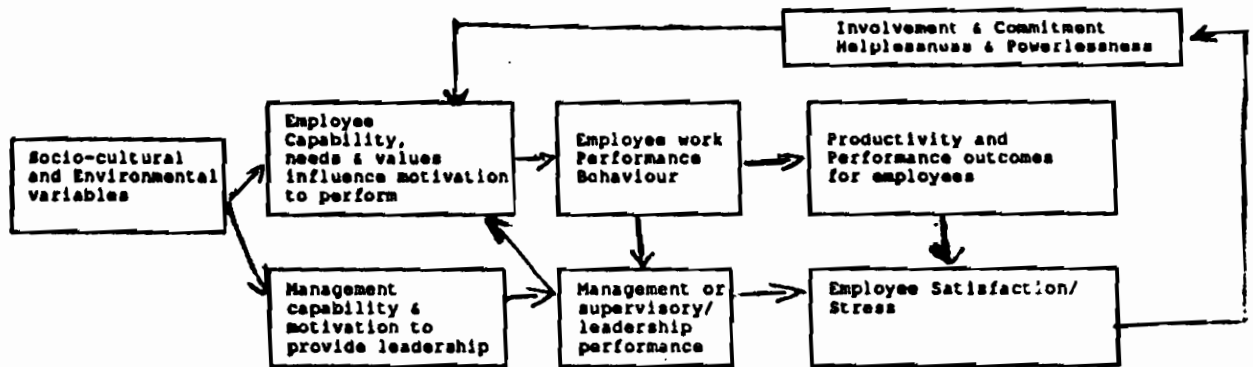 Involvement & Commitment
Helplessness & Powerlessness
Employee
Capability,
needs & values
influence motivation
to perform
Employee work
Performance
Behaviour
Productivity and
Performance outcomes
for employees
Socio-cultural
and Environmental
variables
Management
capability &
motivation to
provide leadership
Management or
supervisory/
leadership
performance
Employee Satisfaction/
Stress